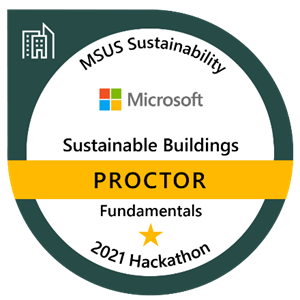 MSUS Sustainability
Microsoft
Sustainable Buildings
PROCTOR
Fundamentals
2021 Hackathon